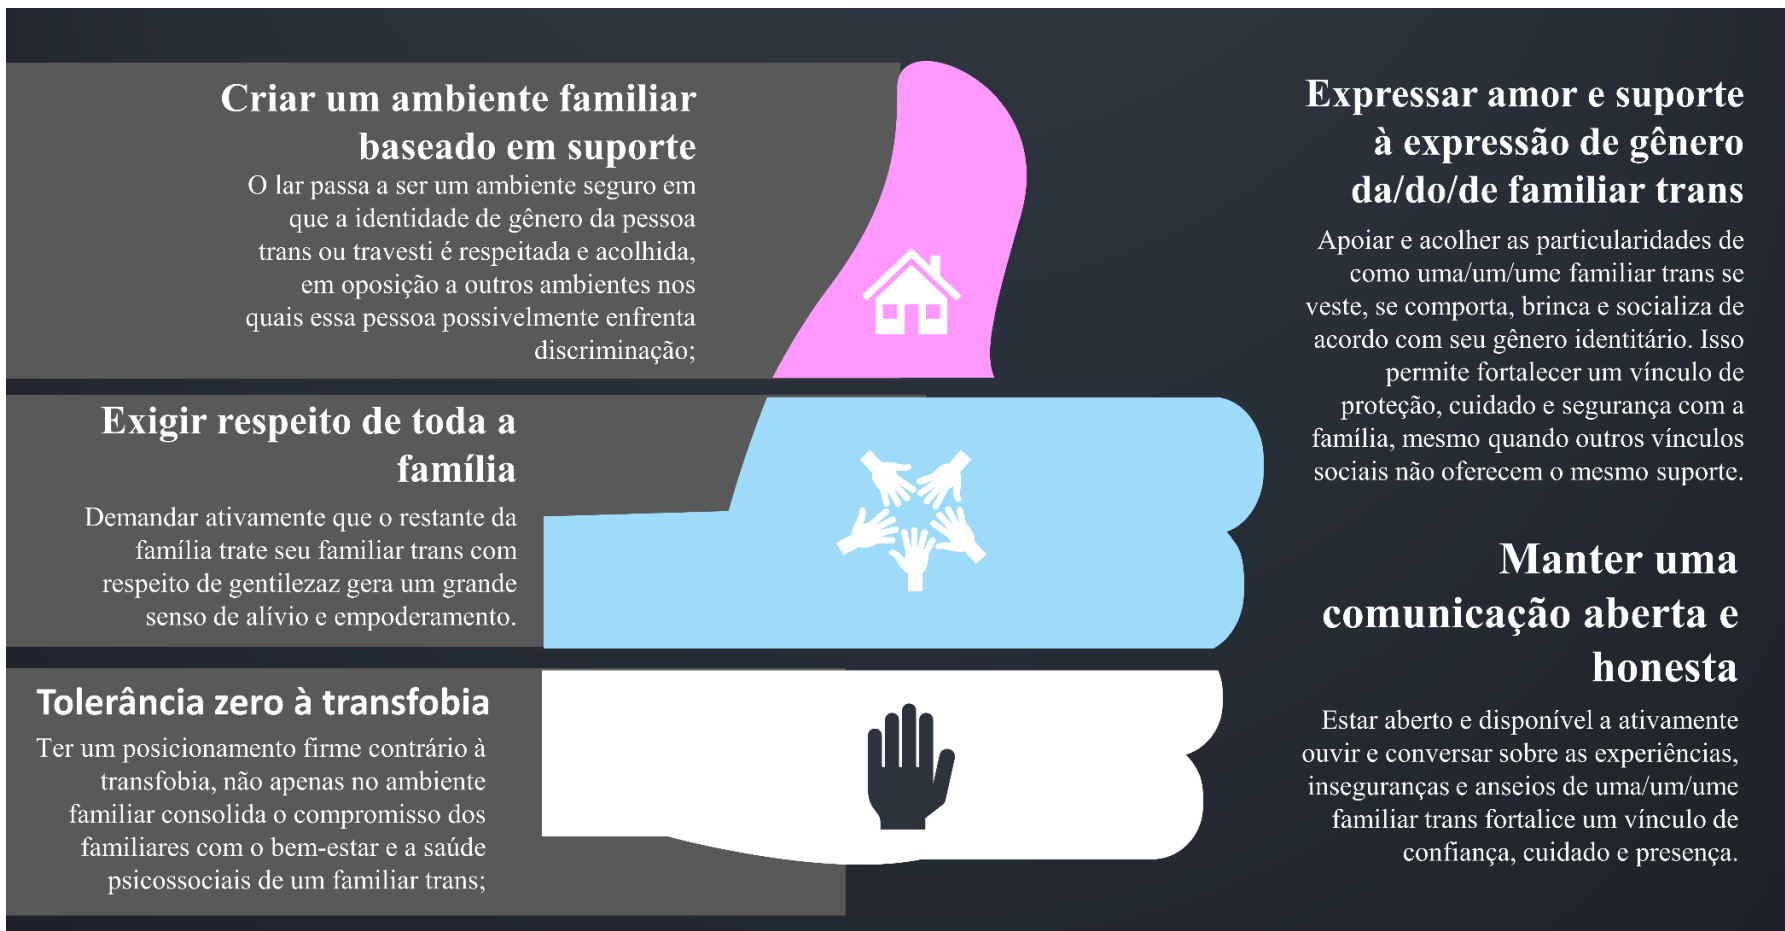 Criar um ambiente familiar
baseado em suporte
O lar passa a ser um ambiente seguro em
que a identidade de gênero da pessoa
trans ou travesti é respeitada e acolhida,
em oposição a outros ambientes nos
quais essa pessoa possivelmente enfrenta
discriminação;
Exigir respeito de toda a
família
Demandar ativamente que o restante da
família trate seu familiar trans com
respeito de gentilezaz gera um grande
senso de alívio e empoderamento.
Tolerância zero à transfobia
Ter um posicionamento firme contrário à
transfobia, não apenas no ambiente
familiar consolida o compromisso dos
familiares com o bem-estar e a saúde
psicossociais de um familiar trans;
Expressar amor e suporte
à expressão de gênero
da/do/de familiar trans
Apoiar e acolher as particularidades de
como uma/um/ume familiar trans se
veste, se comporta, brinca e socializa de
acordo com seu gênero identitário. Isso
permite fortalecer um vínculo de
proteção, cuidado e segurança com a
família, mesmo quando outros vínculos
sociais não oferecem o mesmo suporte.
Manter uma
comunicação aberta e
honesta
Estar aberto e disponível a ativamente
ouvir e conversar sobre as experiências,
inseguranças e anseios de uma/um/ume
familiar trans fortalice um vínculo de
confiança, cuidado e presença.